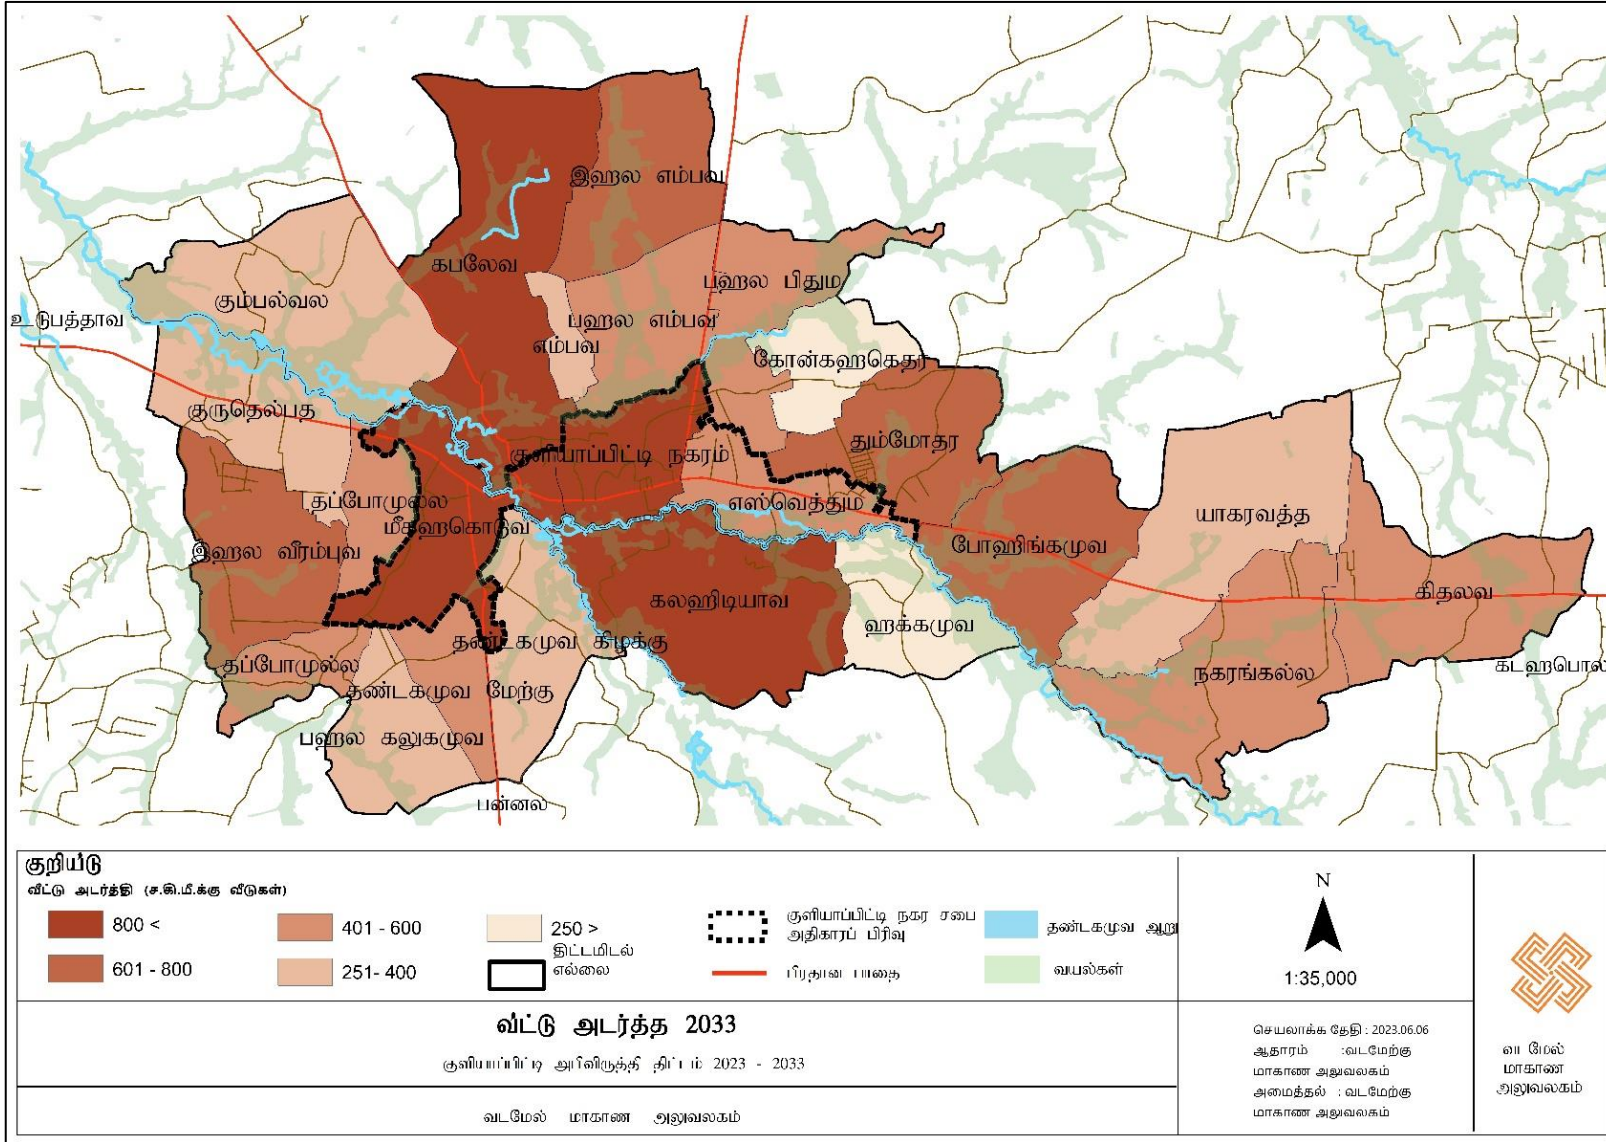 இஹல எம்பவ
கபலேவ
பஹல பிதும
கும்பல்வல
உடுபத்தாவ
பஹல எம்பவ
எம்பவ
கோன்கஹகெதர
குருதெல்பத
தும்மோதர
குளியாப்பிட்டி நகரம்
தப்போமுல்ல
எஸ்வெத்தும
மீகஹகொடுவ
யாகரவத்த
இஹல வீரம்புவ
போஹிங்கமுவ
கலஹிடியாவ
கிதலவ
ஹக்கமுவ
தண்டகமுவ கிழக்கு
தப்போமுல்ல
நகரங்கல்ல
கடஹபொல
தண்டகமுவ மேற்கு
பஹல கலுகமுவ
பன்னல
குறியீடு
வீட்டு அடர்த்தி (ச.கி.மீ.க்கு வீடுகள்)
800 <
601 - 800
401 - 600
251- 400
250 >
திட்டமிடல்
எல்லை
குளியாப்பிட்டி நகர சபை
அதிகாரப் பிரிவு
பிரதான பாதை
தண்டகமுவ ஆறு
வயல்கள்
N
1:35,000
வீட்டு அடர்த்த 2033
குளியாப்பிட்டி அபிவிருத்தி திட்டம் 2023 - 2033
வடமேல் மாகாண அலுவலகம்
செயலாக்க தேதி : 2023.06.06
ஆதாரம் :வடமேற்கு
மாகாண அலுவலகம்
அமைத்தல் : வடமேற்கு
மாகாண அலுவலகம்
வடமேல்
மாகாண
அலுவலகம்